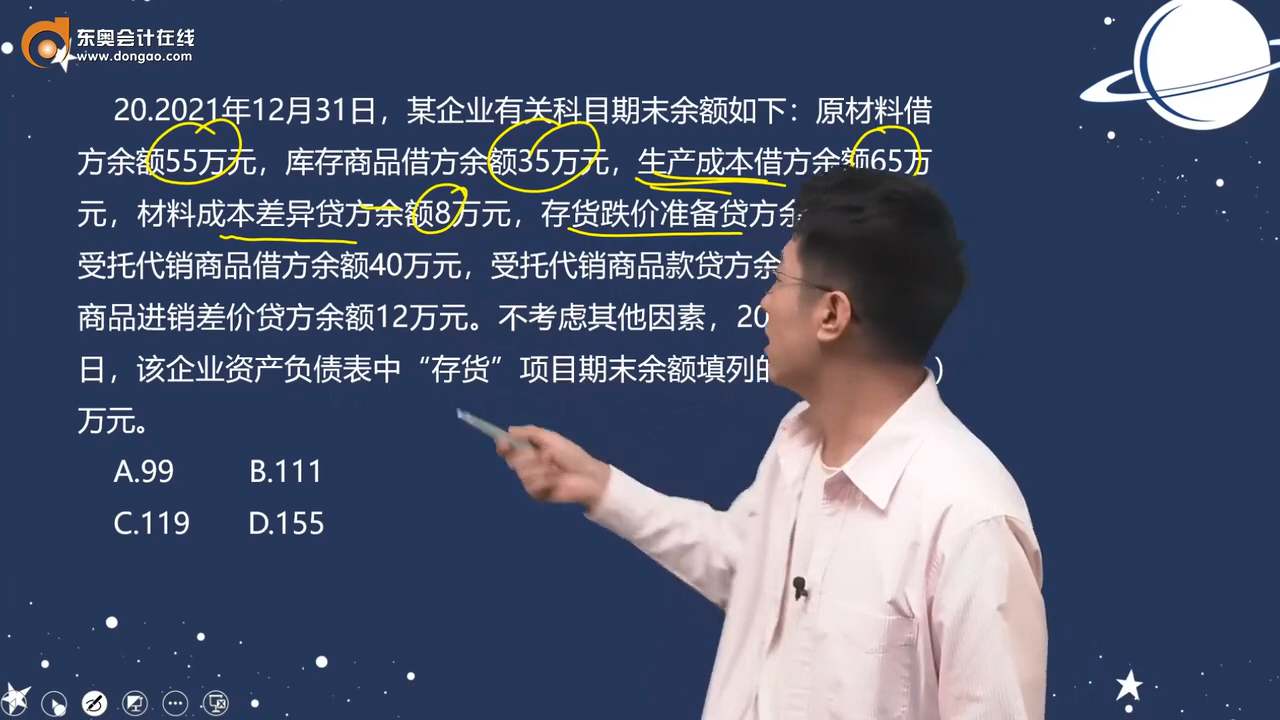 东奥会计在线
www.dongao.com
20.2021年12月31日，某企业有关科目期末余额如下：原材料借
方余额55万元，库存商品借方余额35万元，生产成本借方余额65万
元，材料成本差异贷方余额8万元，存货跌价准备贷方余
受托代销商品借方余额40万元，受托代销商品款贷方余
商品进销差价贷方余额12万元。不考虑其他因素，20
日，该企业资产负债表中“存货”项目期末余额填列的 ）
万元。
A.99 B.111
C.119 D.155